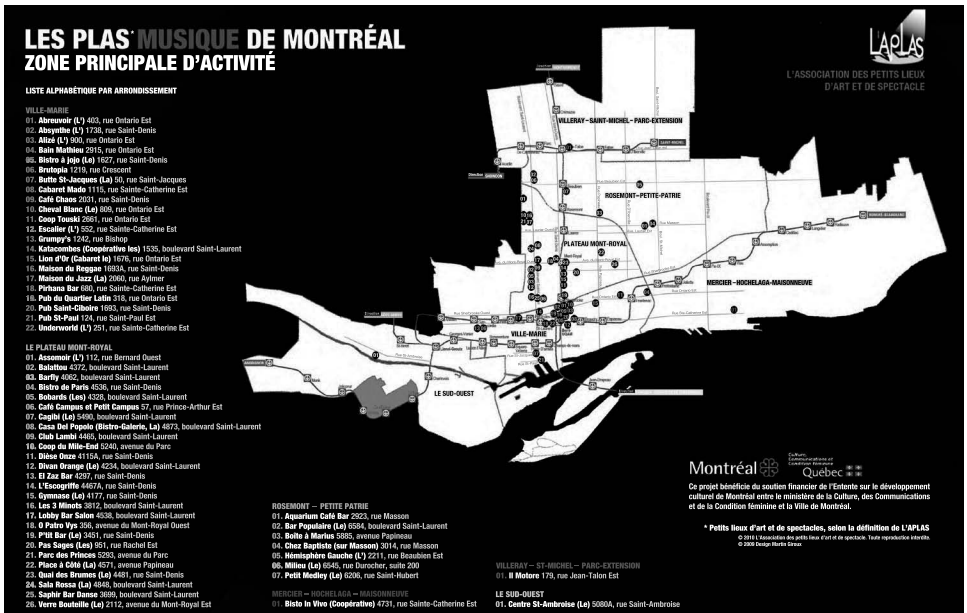 LES PLAS* MUSIQUE DE MONTRÉAL
ZONE PRINCIPALE D'ACTIVITÉ
L'APLAS
L'ASSOCIATION DES PETITS LIEUX
D'ART ET DE SPECTACLE
LISTE ALPHABÉTIQUE PAR ARRONDISSEMENT
VILLE-MARIE
01. Abreuvoir (L') 403, rue Ontario Est
02. Absynthe (L') 1738, rue Saint-Denis
03. Alizé (L') 900, rue Ontario Est
04. Bain Mathieu 2915, rue Ontario Est
05. Bistro à jojo (Le) 1627, rue Saint-Denis
06. Brutopia 1219, rue Crescent
07. Butte St-Jacques (La) 50, rue Saint-Jacques
08. Cabaret Mado 1115, rue Sainte-Catherine Est
09. Café Chaos 2031, rue Saint-Denis
10. Cheval Blanc (Le) 809, rue Ontario Est
11. Coop Touski 2661, rue Ontario Est
12. Escalier (L') 552, rue Sainte-Catherine Est
13. Grumpy's 1242, rue Bishop
14. Katacombes (Coopérative les) 1535, boulevard Saint-Laurent
15. Lion d'Or (Cabaret le) 1676, rue Ontario Est
16. Maison du Reggae 1693A, rue Saint-Denis
17. Maison du Jazz (La) 2060, rue Aylmer
18. Pirhana Bar 680, rue Sainte-Catherine Est
19. Pub du Quartier Latin 318, rue Ontario Est
20. Pub Saint-Ciboire 1693, rue Saint-Denis
21. Pub St-Paul 124, rue Saint-Paul Est
22. Underworld (L') 251, rue Sainte-Catherine Est
LE PLATEAU MONT-ROYAL
01. Assomoir (L') 112, rue Bernard Ouest
02. Balattou 4372, boulevard Saint-Laurent
03. Barfly 4062, boulevard Saint-Laurent
04. Bistro de Paris 4536, rue Saint-Denis
05. Bobards (Les) 4328, boulevard Saint-Laurent
06. Café Campus et Petit Campus 57, rue Prince-Arthur Est
07. Cagibi (Le) 5490, boulevard Saint-Laurent
08. Casa Del Popolo (Bistro-Galerie, La) 4873, boulevard Saint-Laurent
09. Club Lambi 4465, boulevard Saint-Laurent
10. Coop du Mile-End 5240, avenue du Parc
11. Dièse Onze 4115A, rue Saint-Denis
12. Divan Orange (Le) 4234, boulevard Saint-Laurent
13. El Zaz Bar 4297, rue Saint-Denis
14. L'Escogriffe 4467A, rue Saint-Denis
15. Gymnase (Le) 4177, rue Saint-Denis
16. Les 3 Minots 3812, boulevard Saint-Laurent
17. Lobby Bar Salon 4538, boulevard Saint-Laurent
18. O Patro Vys 356, avenue du Mont-Royal Ouest
19. P'tit Bar (Le) 3451, rue Saint-Denis
20. Pas Sages (Les) 951, rue Rachel Est
21. Parc des Princes 5293, avenue du Parc
22. Place à Côté (La) 4571, avenue Papineau
23. Quai des Brumes (Le) 4481, rue Saint-Denis
24. Sala Rossa (La) 4848, boulevard Saint-Laurent
25. Saphir Bar Danse 3699, boulevard Saint-Laurent
26. Verre Bouteille (Le) 2112, avenue du Mont-Royal Est
ROSEMONT – PETITE PATRIE
01. Aquarium Café Bar 2923, rue Masson
02. Bar Populaire (Le) 6584, boulevard Saint-Laurent
03. Boîte à Marius 5885, avenue Papineau
04. Chez Baptiste (sur Masson) 3014, rue Masson
05. Hémisphère Gauche (L') 2211, rue Beaubien Est
06. Milieu (Le) 6545, rue Durocher, suite 200
07. Petit Medley (Le) 6206, rue Saint-Hubert
MERCIER – HOCHELAGA – MAISONNEUVE
01. Bisto In Vivo (Coopérative) 4731, rue Sainte-Catherine Est
VILLERAY – ST-MICHEL – PARC-EXTENSION
01. Il Motore 179, rue Jean-Talon Est
LE SUD-OUEST
01. Centre St-Ambroise (Le) 5080A, rue Saint-Ambroise
VILLERAY–SAINT-MICHEL–PARC-EXTENSION
SAINT-MICHEL
ROSEMONT-PETITE-PATRIE
PLATEAU MONT-ROYAL
HONORÉ-BEAUGRAND
MERCIER-HOCHELAGA-MAISONNEUVE
VILLE-MARIE
LE SUD-OUEST
Montréal
Culture,
Communications et
Condition féminine
Québec
Ce projet bénéficie du soutien financier de l'Entente sur le développement
culturel de Montréal entre le ministère de la Culture, des Communications
et de la Condition féminine et la Ville de Montréal.
* Petits lieux d'art et de spectacles, selon la définition de L'APLAS
© 2010 L'Association des petits lieux d'art et de spectacle. Toute reproduction interdite.
© 2009 Design Martin Giroux